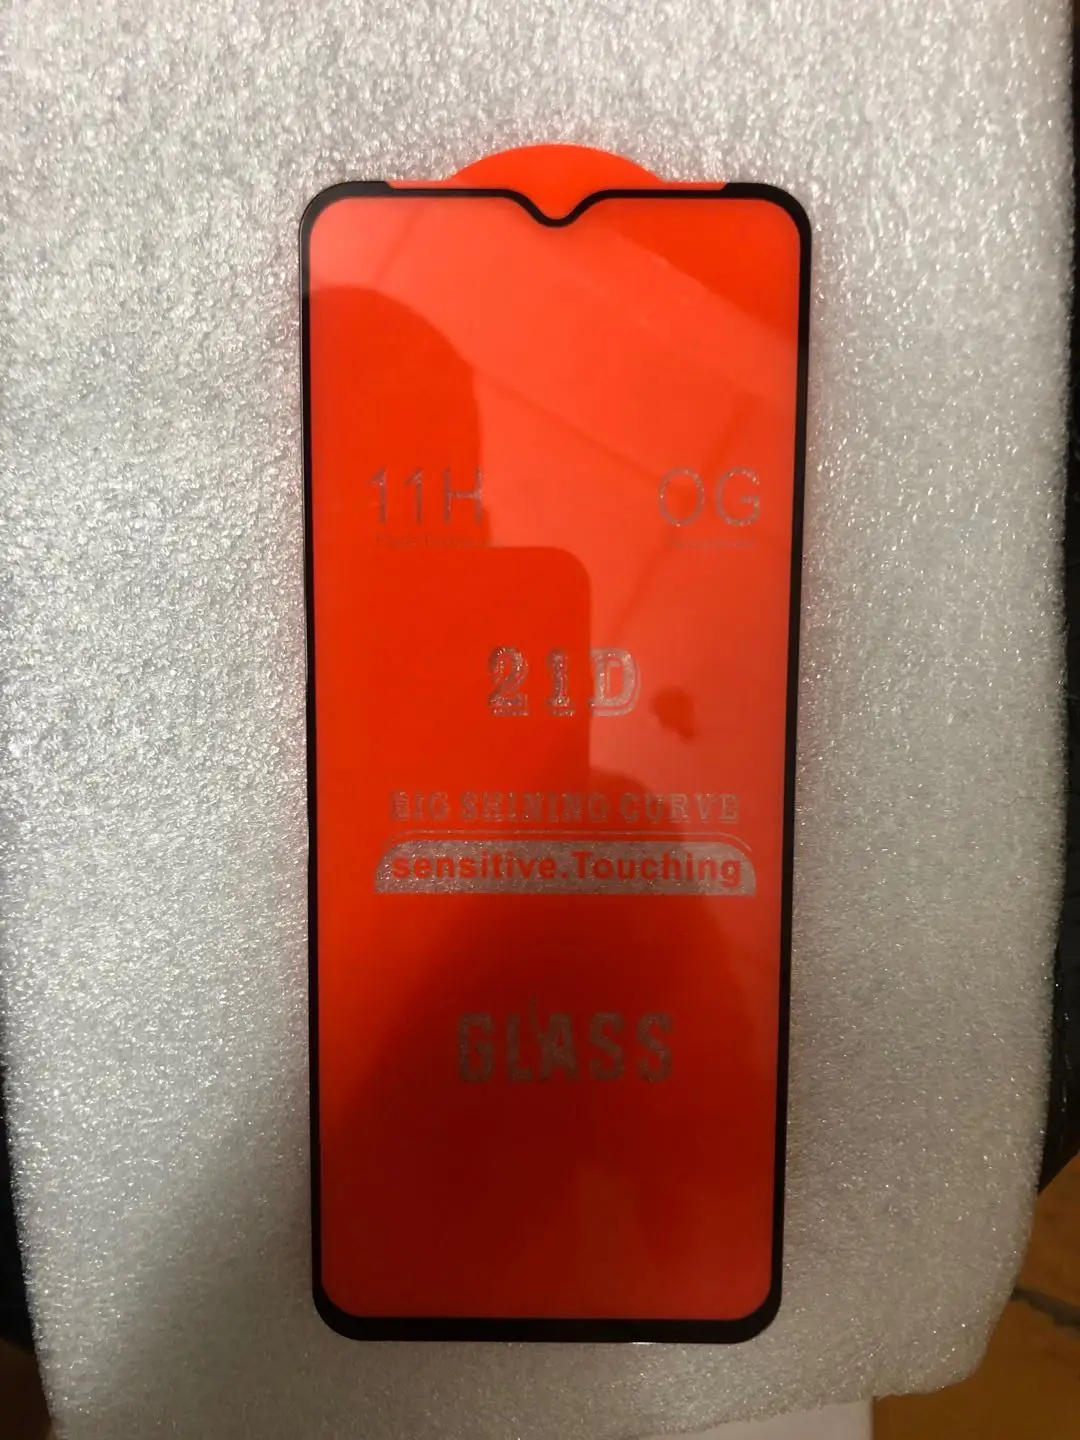 11H
OG
21D
BIG SHINING CURVE
sensitive.Touching
GLASS